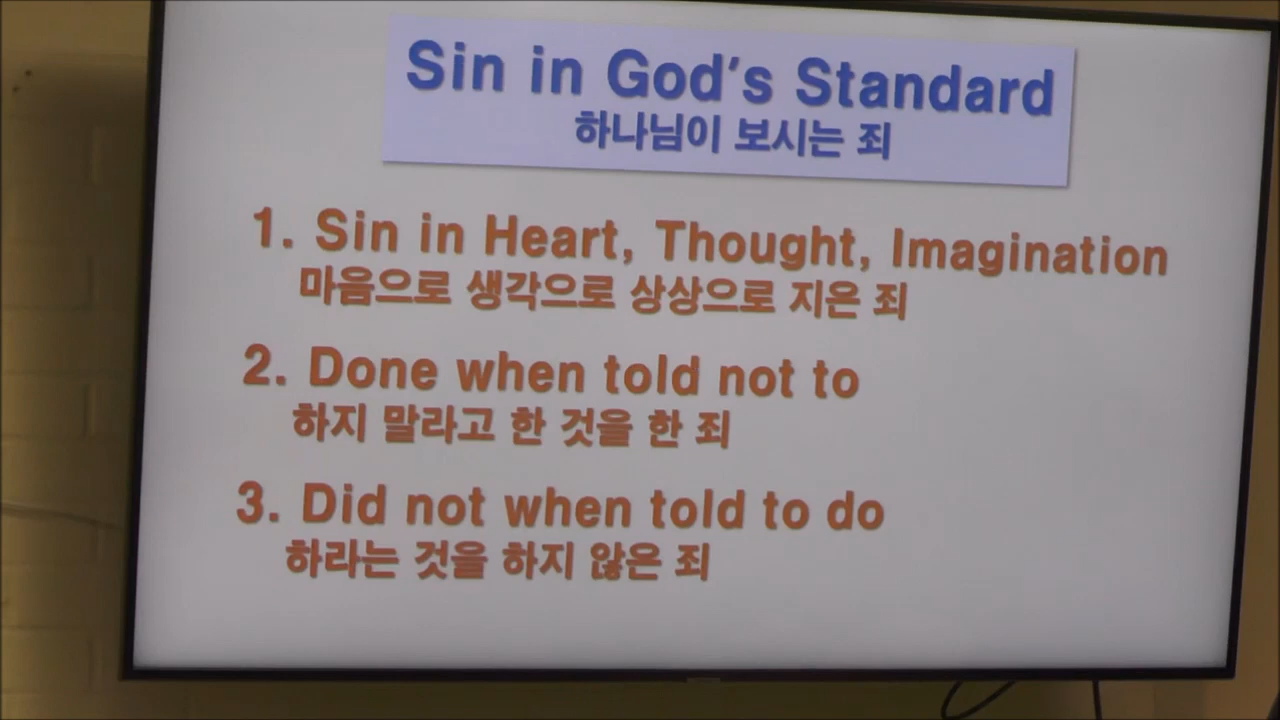 Sin in God's Standard
하나님이 보시는 죄
1. Sin in Heart, Thought, Imagination
마음으로 생각으로 상상으로 지은 죄
2. Done when told not to
하지 말라고 한 것을 한 죄
3. Did not when told to do
하라는 것을 하지 않은 죄